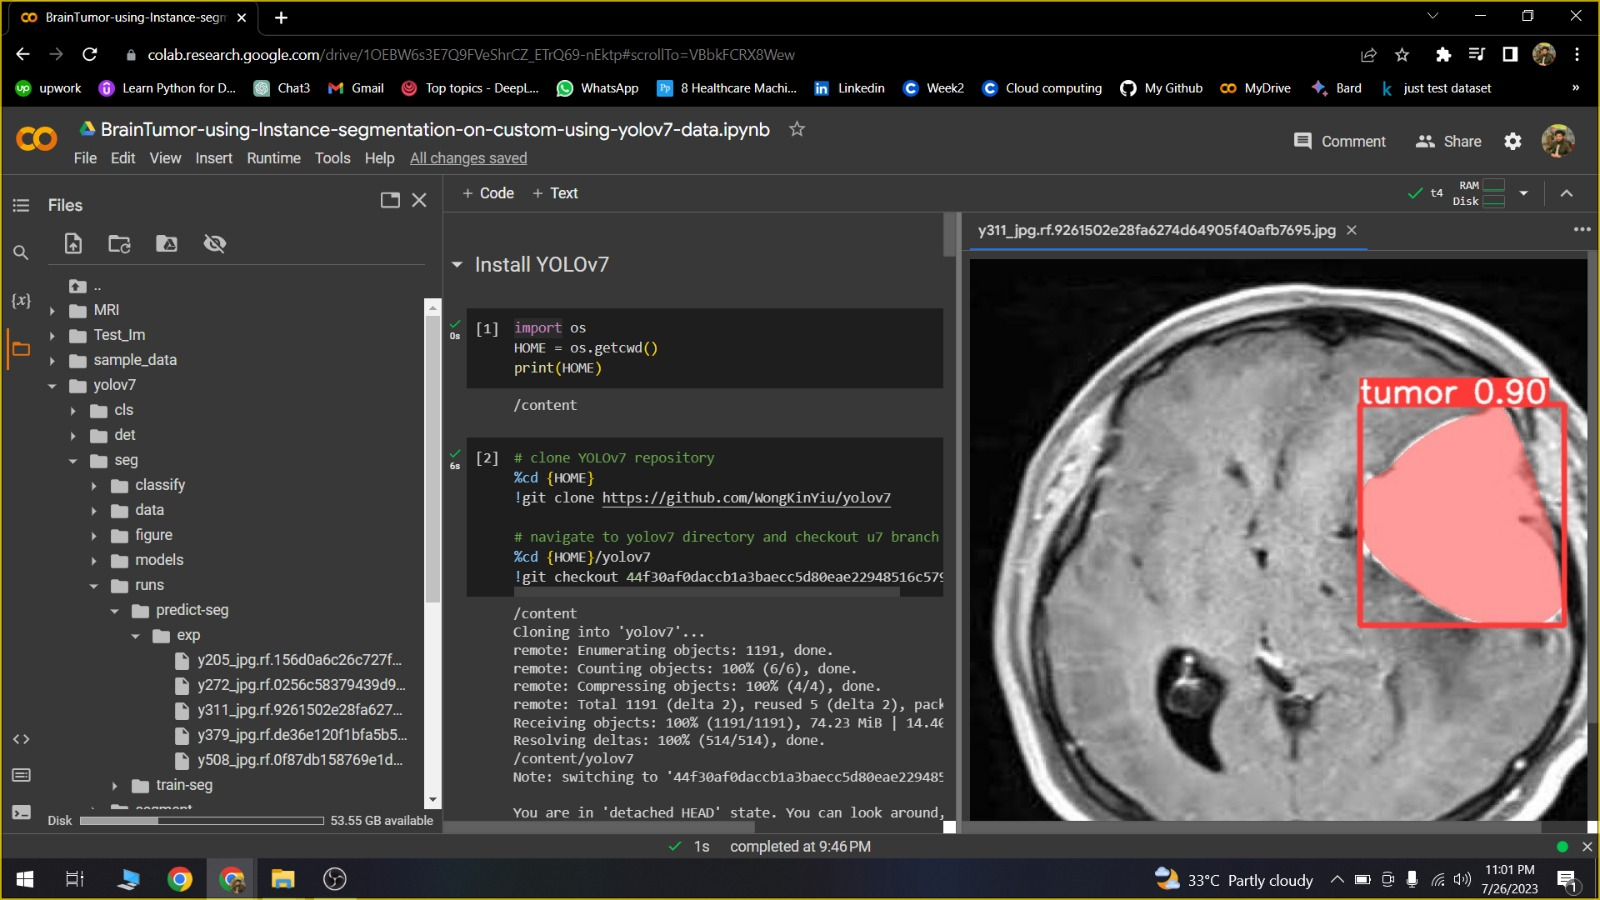 BrainTumor-using-Instance-segm
colab.research.google.com/drive/1OEBW6s3E7Q9FVeShrCZ_ETrQ69-nEktp#scrollTo=VBbkFCRX8Wew
up upwork
Learn Python for D...
Chat3
Gmail
Top topics - DeepL...
WhatsApp
Pp 8 Healthcare Machi...
in Linkedin
C Week2
C Cloud computing
My Github
MyDrive
Bard
k just test dataset
»
BrainTumor-using-Instance-segmentation-on-custom-using-yolov7-data.ipynb
File Edit View Insert Runtime Tools Help All changes saved
Comment
Share
Files
+ Code + Text
t4
RAM
Disk
{x}
..
MRI
Test_Im
sample_data
yolov7
cls
det
seg
classify
data
figure
models
runs
predict-seg
exp
y205_jpg.rf.156d0a6c26c727f...
y272_jpg.rf.0256c58379439d9...
y311_jpg.rf.9261502e28fa627...
y379_jpg.rf.de36e120f1bfa5b5...
y508_jpg.rf.0f87db158769e1d...
train-seg
segment
Disk
53.55 GB available
Install YOLOv7
0s
[1] import os
HOME = os.getcwd()
print(HOME)
/content
6s
[2] # clone YOLOv7 repository
%cd {HOME}
!git clone https://github.com/WongKinYiu/yolov7
# navigate to yolov7 directory and checkout u7 branch
%cd {HOME}/yolov7
!git checkout 44f30af0daccb1a3baecc5d80eae22948516c579
/content
Cloning into 'yolov7'...
remote: Enumerating objects: 1191, done.
remote: Counting objects: 100% (6/6), done.
remote: Compressing objects: 100% (4/4), done.
remote: Total 1191 (delta 2), reused 5 (delta 2), pack
Receiving objects: 100% (1191/1191), 74.23 MiB | 14.40
Resolving deltas: 100% (514/514), done.
/content/yolov7
Note: switching to '44f30af0daccb1a3baecc5d80eae229485
You are in 'detached HEAD' state. You can look around,
y311_jpg.rf.9261502e28fa6274d64905f40afb7695.jpg
tumor 0.90
1s completed at 9:46 PM
33°C Partly cloudy
11:01 PM
7/26/2023
1